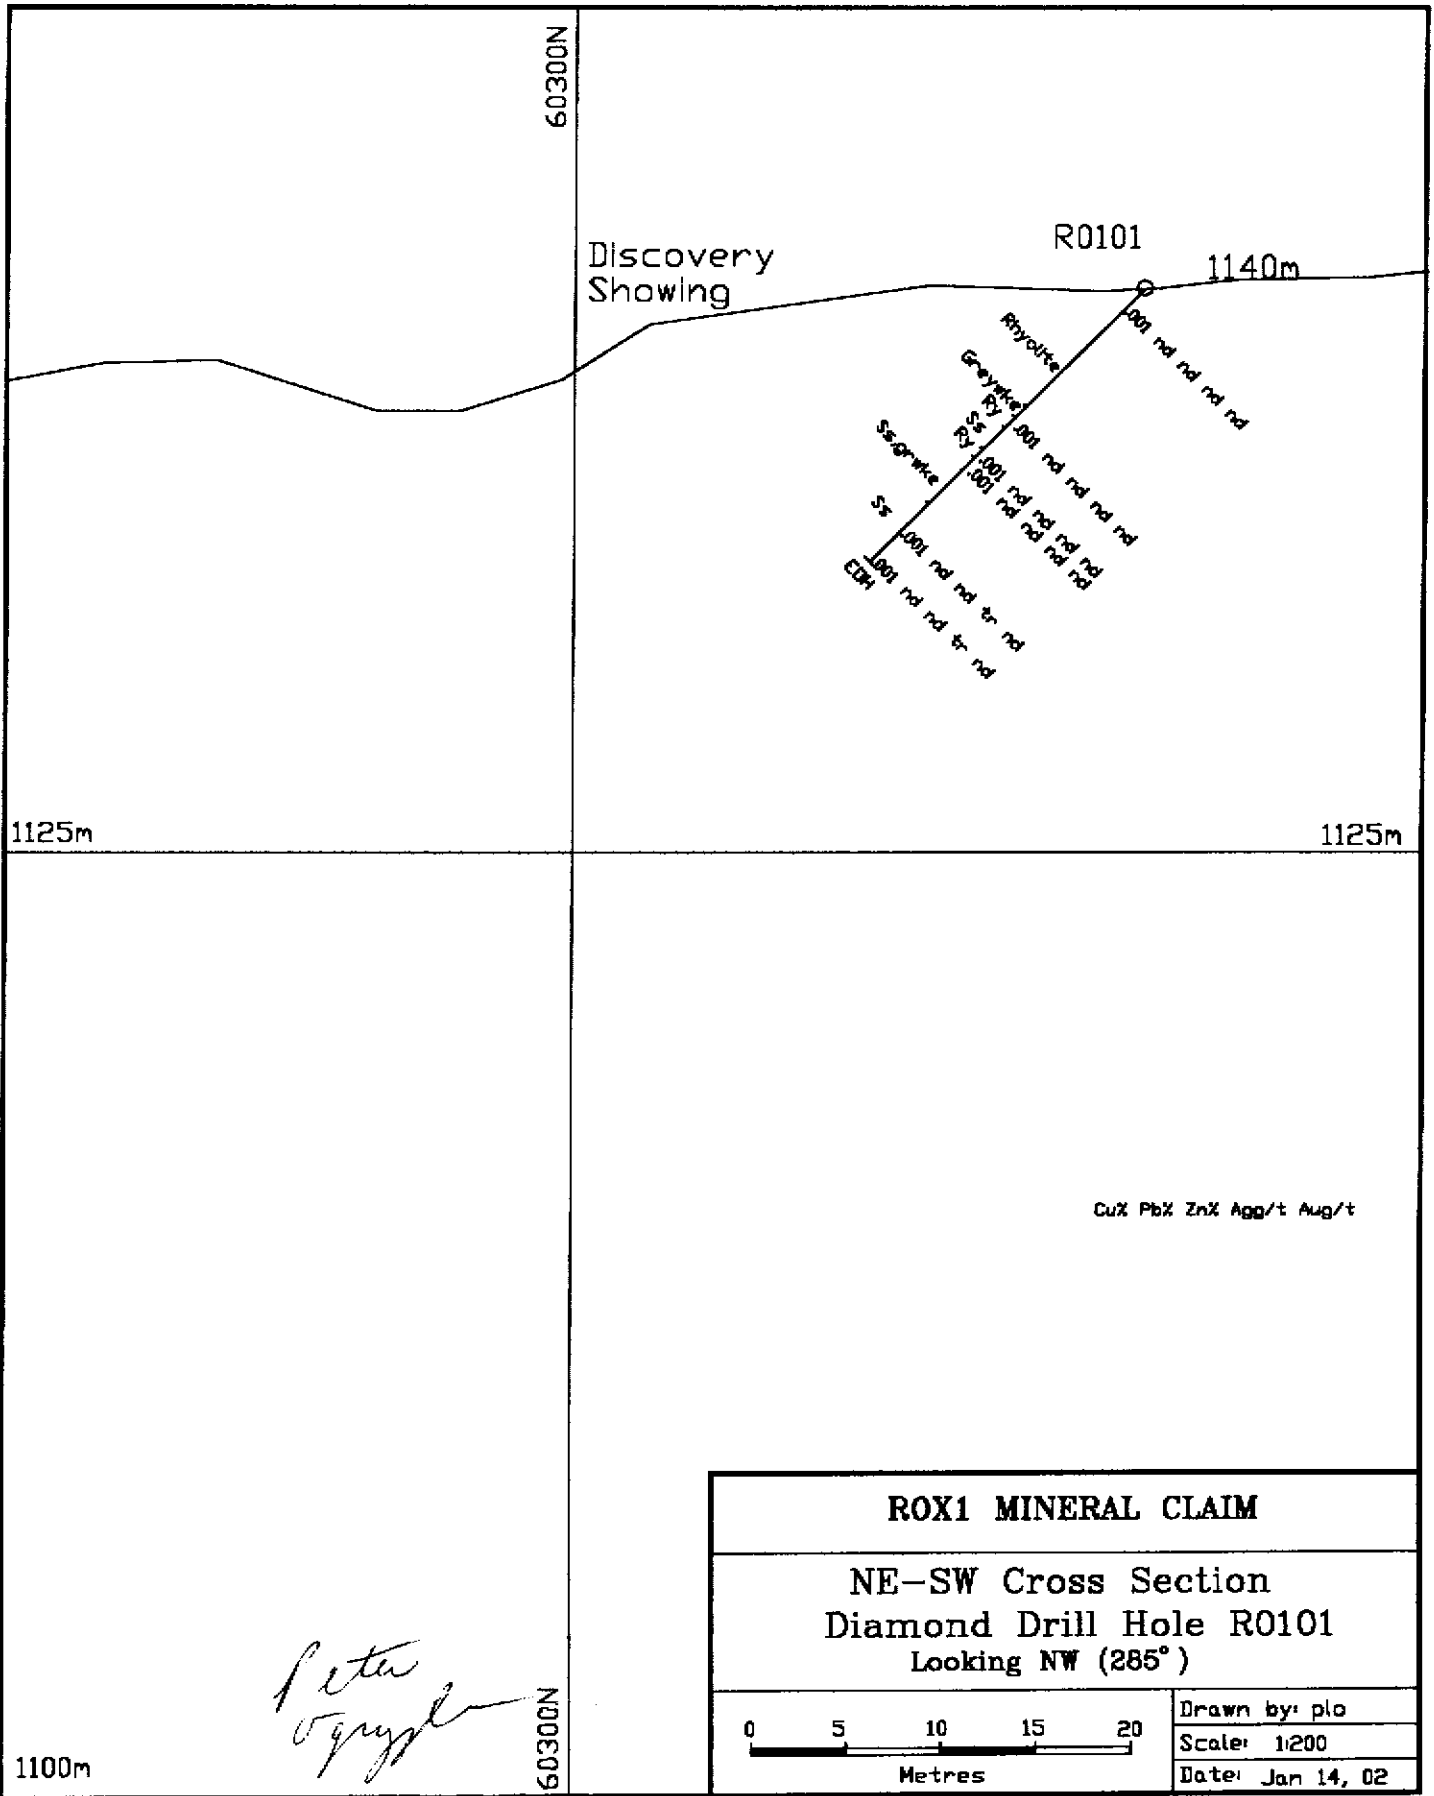 60300N
Discovery
Showing
R0101
1140m
Rhyolite
Greywke
Ry
Ss
Ry
Ss,grwke
Ss
EOH
.001 nd nd nd nd
.001 nd nd nd nd
.001 nd nd nd nd
.001 nd nd nd nd
.001 nd nd tr nd
.001 nd nd tr nd
1125m
1125m
Cu% Pb% Zn% Agg/t Aug/t
ROX1 MINERAL CLAIM
NE-SW Cross Section
Diamond Drill Hole R0101
Looking NW (285°)
0 5 10 15 20
Metres
Drawn by: plo
Scale: 1:200
Date: Jan 14, 02
Peter
60300N
1100m